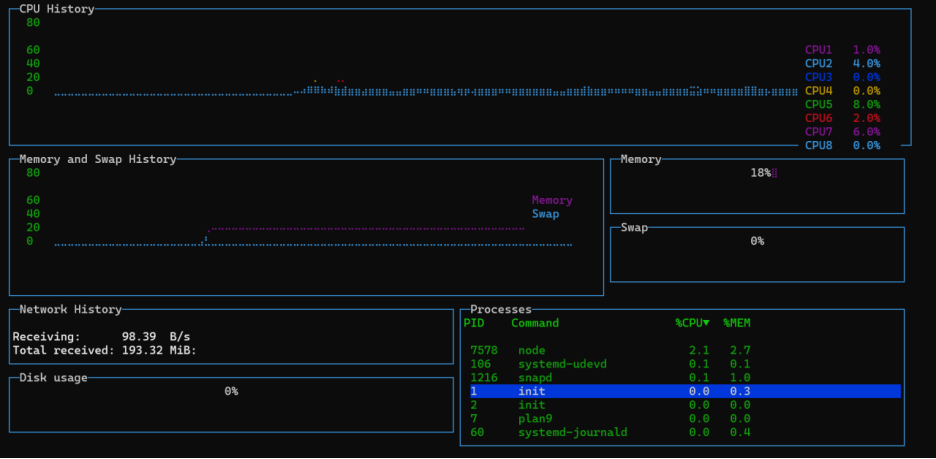 CPU History
80
60
40
20
0
CPU1 1.0%
CPU2 4.0%
CPU3 0.0%
CPU4 0.0%
CPU5 8.0%
CPU6 2.0%
CPU7 6.0%
CPU8 0.0%
Memory and Swap History
80
60
40
20
0
Memory
Swap
Memory
18%
Swap
0%
Network History
Receiving: 98.39 B/s
Total received: 193.32 MiB:
Disk usage
0%
Processes
PID Command %CPU▼ %MEM
7578 node 2.1 2.7
106 systemd-udevd 0.1 0.1
1216 snapd 0.1 1.0
1 init 0.0 0.3
2 init 0.0 0.0
7 plan9 0.0 0.0
60 systemd-journald 0.0 0.4